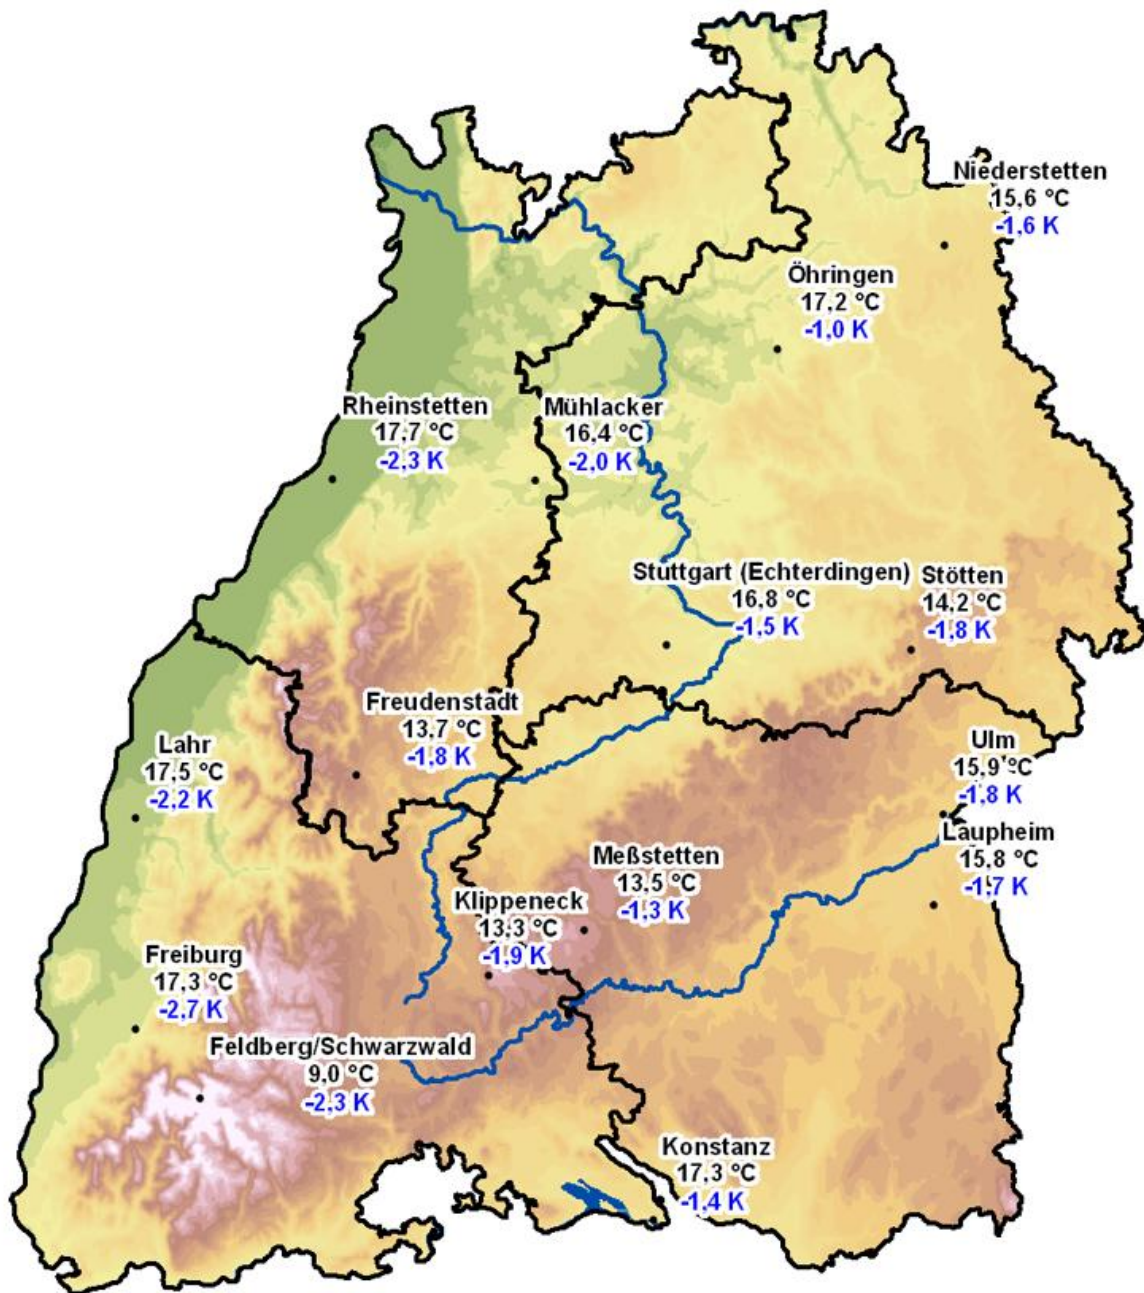 Niederstetten
15,6 °C
-1,6 K
Öhringen
17,2 °C
-1,0 K
Rheinstetten
17,7 °C
-2,3 K
Mühlacker
16,4 °C
-2,0 K
Stuttgart (Echterdingen)
16,8 °C
-1,5 K
Stötten
14,2 °C
-1,8 K
Freudenstadt
13,7 °C
-1,8 K
Lahr
17,5 °C
-2,2 K
Ulm
15,9 °C
-1,8 K
Laupheim
15,8 °C
-1,7 K
Meßstetten
13,5 °C
-1,3 K
Klippeneck
13,3 °C
-1,9 K
Freiburg
17,3 °C
-2,7 K
Feldberg/Schwarzwald
9,0 °C
-2,3 K
Konstanz
17,3 °C
-1,4 K